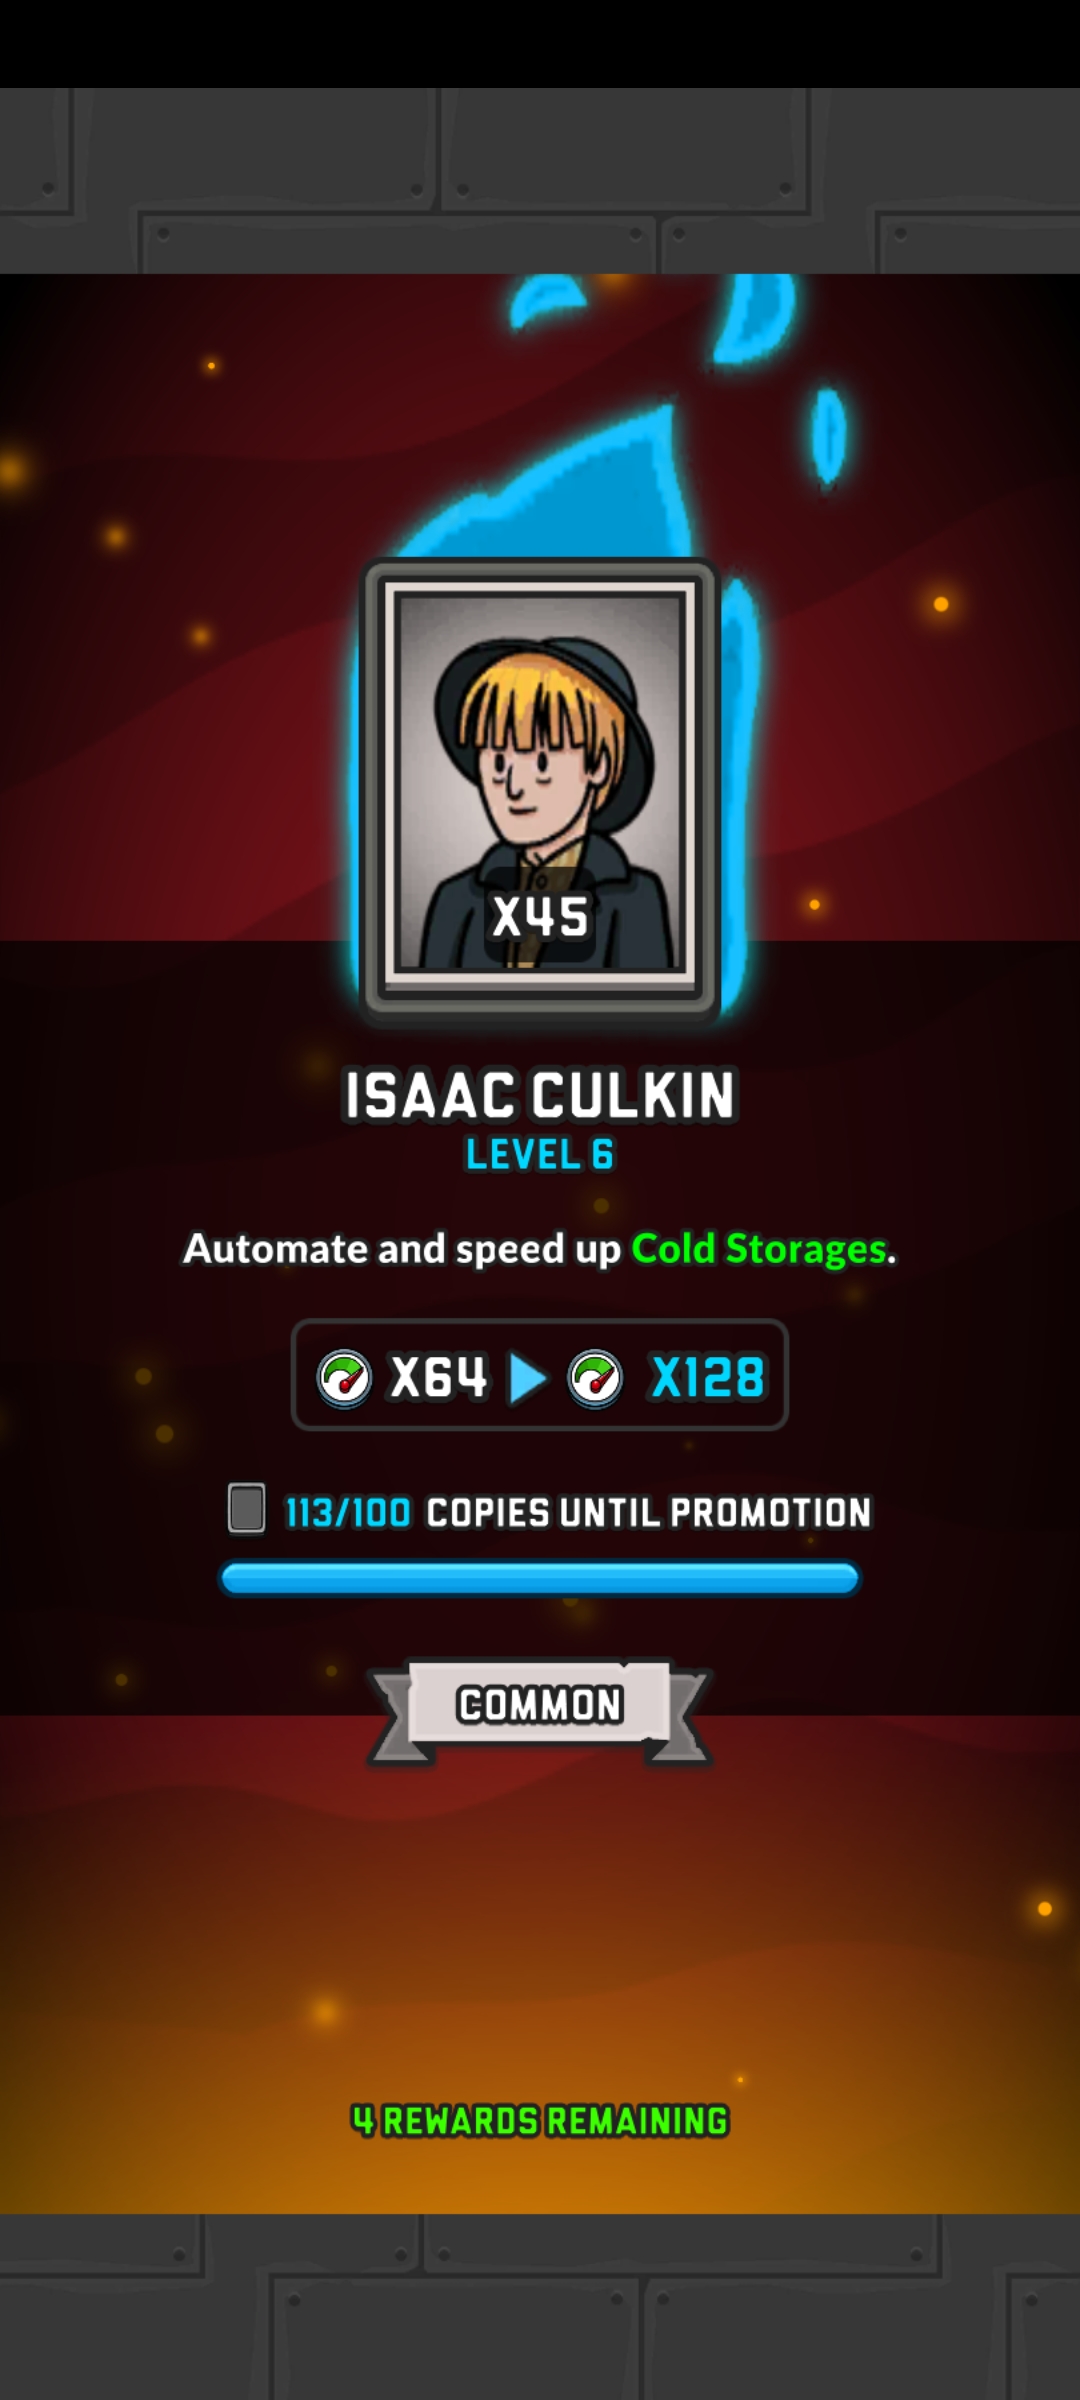 X45
ISAAC CULKIN
LEVEL 6
Automate and speed up Cold Storages.
X64 X128
113/100 COPIES UNTIL PROMOTION
COMMON
4 REWARDS REMAINING